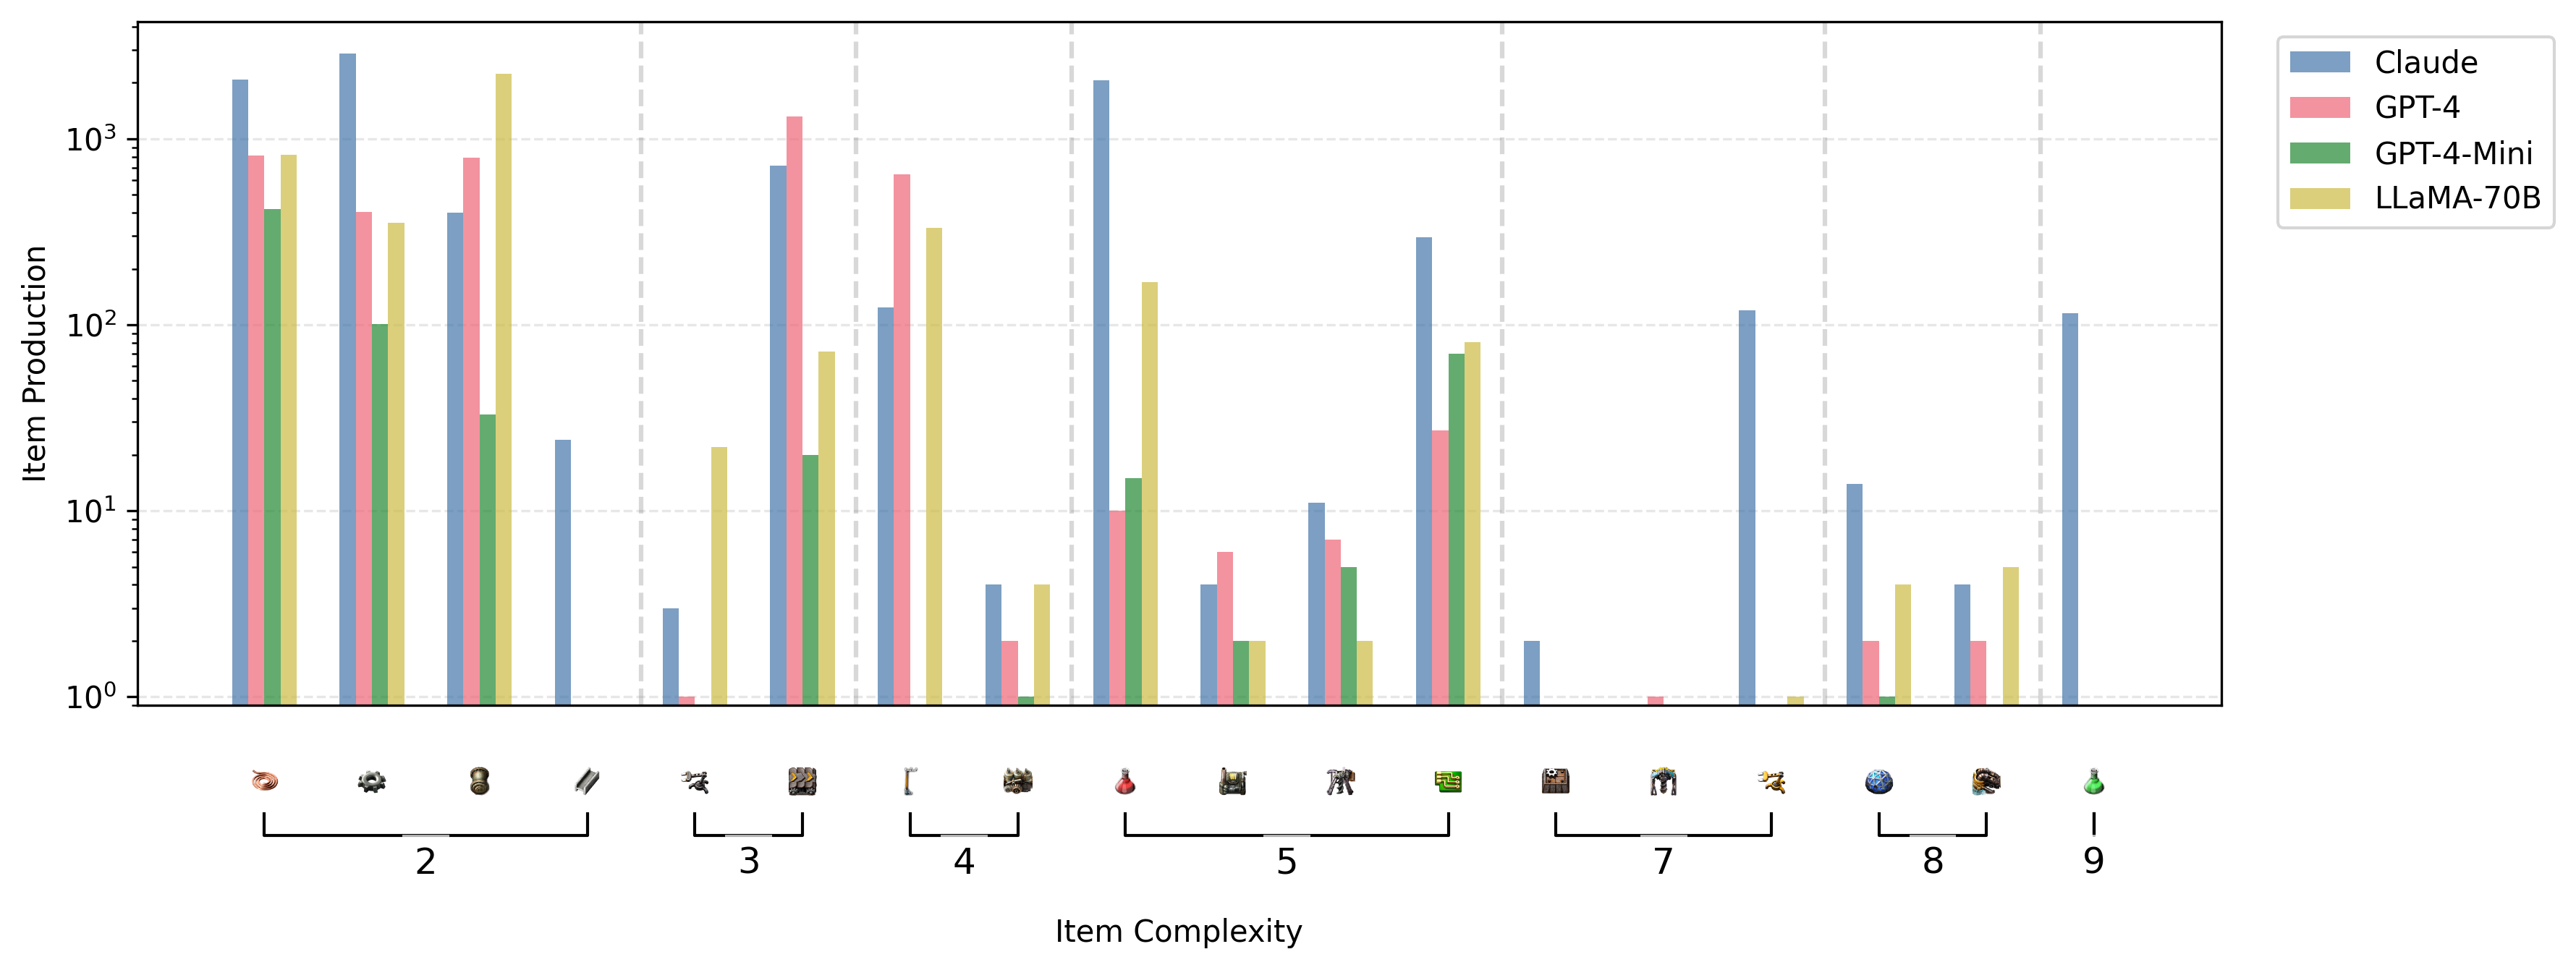 Claude
GPT-4
GPT-4-Mini
LLaMA-70B
Item Production
10³
10²
10¹
10⁰
2 3 4 5 7 8 9
Item Complexity